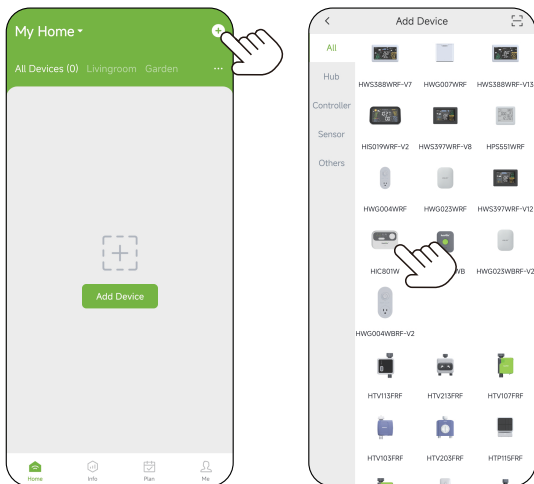 My Home
All Devices (0) Livingroom Garden ...
Add Device
Home Info Plan Me
Add Device
All
Hub
Controller
Sensor
Others
HWS388WRF-V7 HWG007WRF HWS388WRF-V13
HIS019WRF-V2 HWS397WRF-V8 HPS551WRF
HWG004WRF HWG023WRF HWS397WRF-V12
HIC801W WB HWG023WBRF-V2
HWG004WBRF-V2
HTV113FRF HTV213FRF HTV107FRF
HTV103FRF HTV203FRF HTP115FRF